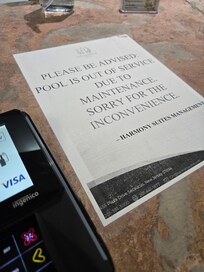 PLEASE BE ADVISED,
POOL IS OUT OF SERVICE
DUE TO
MAINTENANCE.
SORRY FOR THE
INCONVENIENCE.
- HARMONY SUITES MANAGEMENT
VISA
ingenico